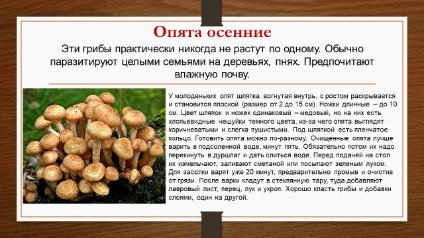 Опята осенние
Эти грибы практически никогда не растут по одному. Обычно
паразитируют целыми семьями на деревьях, пнях. Предпочитают
влажную почву.
У молоденьких опят шляпка вогнутая внутрь, с ростом раскрывается
и становится плоской (размер от 2 до 15 см). Ножки длинные – до 10
см. Цвет шляпок и ножек одинаковый – медовый, но на них есть
хлопьевидные чешуйки темного цвета, из-за чего опята выглядят
коричневатыми и слегка пушистыми. Под шляпкой есть пленчатое
кольцо. Готовить опята можно по-разному. Очищенные опята лучше
варить в подсоленной воде, минут пять. Обязательно потом их надо
перекинуть в дуршлаг и дать стечь воде. Перед подачей на стол
их измельчают, заливают сметаной или посыпают зеленым луком.
Для засолки варят уже 20 минут, предварительно промыв и очистив
от грязи. После варки кладут в стеклянную тару, туда добавляют
лавровый лист, перец, лук и укроп. Хорошо класть грибы и добавки
слоями, один на другой.